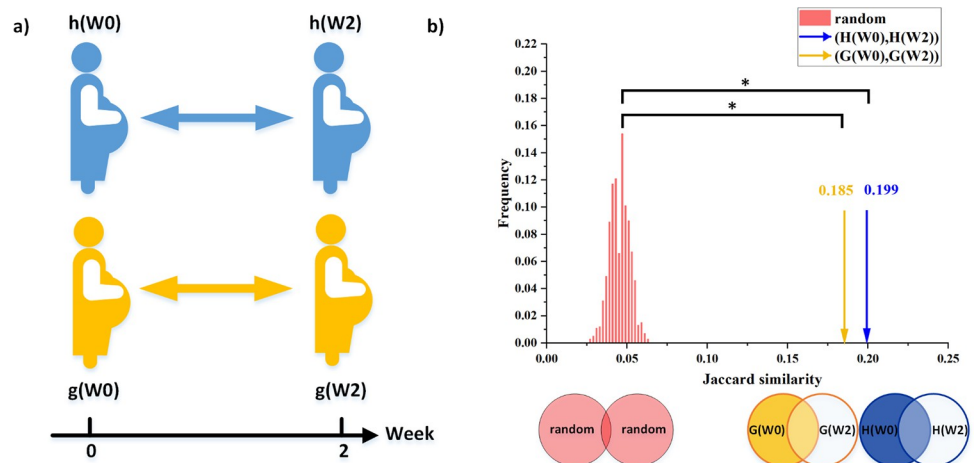 a)
h(W0) h(W2)
g(W0) g(W2)
0 2 Week
b)
random
(H(W0),H(W2))
(G(W0),G(W2))
0.22
0.20
0.18
0.16
0.14
0.12
0.10
0.08
0.06
0.04
0.02
0.00
Frequency
*
*
0.185 0.199
0.00 0.05 0.10 0.15 0.20 0.25
Jaccard similarity
random random G(W0) G(W2) H(W0) H(W2)